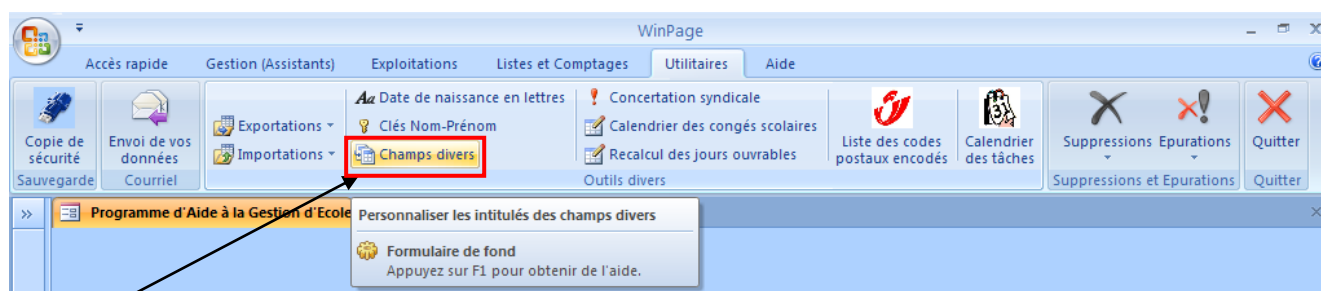 WinPage
Accès rapide Gestion (Assistants) Exploitations Listes et Comptages Utilitaires Aide
Copie de sécurité
Sauvegarde
Envoi de vos données
Courriel
Exportations
Importations
Aa Date de naissance en lettres
Clés Nom-Prénom
Champs divers
Concertation syndicale
Calendrier des congés scolaires
Recalcul des jours ouvrables
Liste des codes postaux encodés
Calendrier des tâches
Outils divers
Suppressions Epurations
Suppressions et Epurations
Quitter
Quitter
» Programme d'Aide à la Gestion d'Ecole
Personnaliser les intitulés des champs divers
Formulaire de fond
Appuyez sur F1 pour obtenir de l'aide.